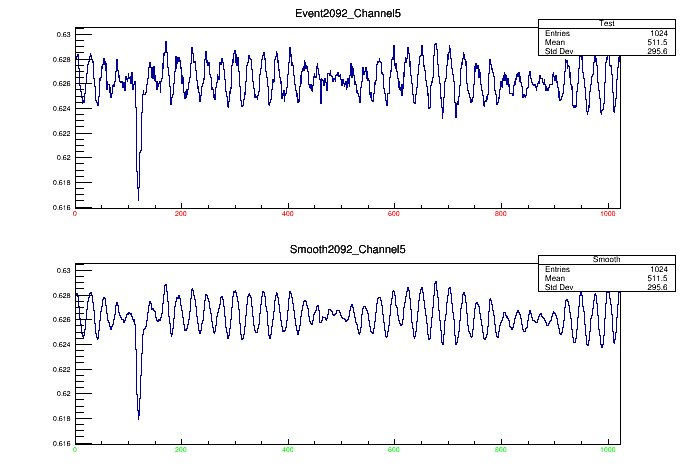 Event2092_Channel5
Test
Entries 1024
Mean 511.5
Std Dev 295.6
0.63
0.628
0.626
0.624
0.622
0.62
0.618
0.616
0 200 400 600 800 1000
Smooth2092_Channel5
Smooth
Entries 1024
Mean 511.5
Std Dev 295.6
0.63
0.628
0.626
0.624
0.622
0.62
0.618
0.616
0 200 400 600 800 1000